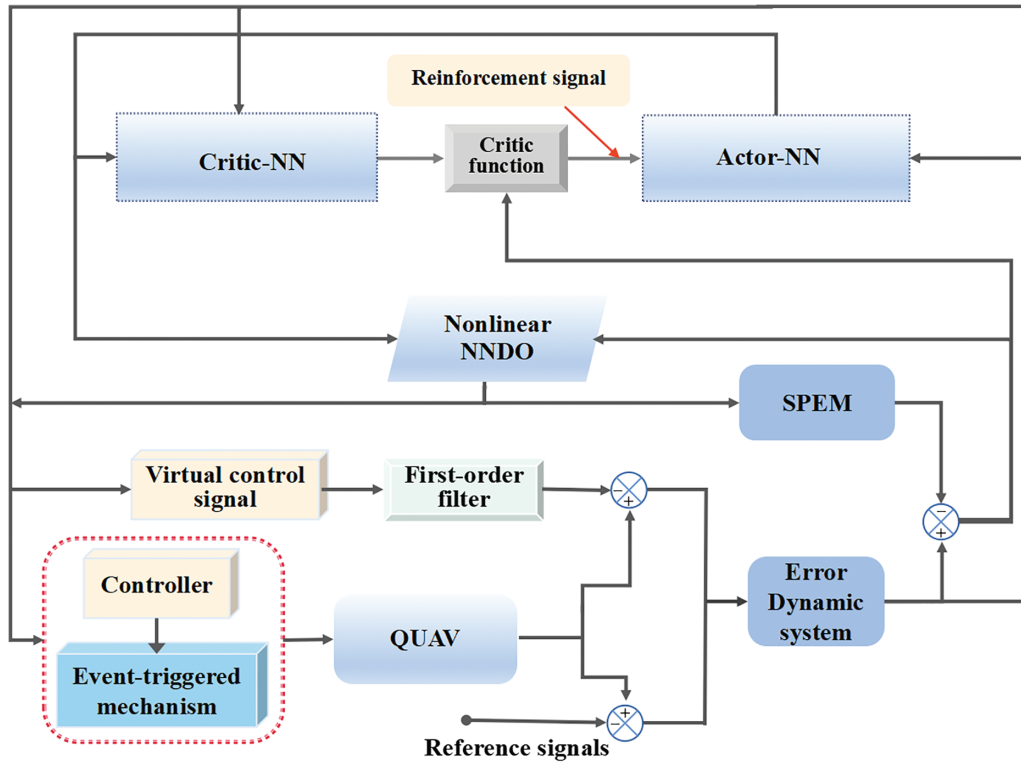 Reinforcement signal
Critic-NN
Critic
function
Actor-NN
Nonlinear
NNDO
SPEM
Virtual control
signal
First-order
filter
−
+
−
+
Controller
Event-triggered
mechanism
QUAV
Error
Dynamic
system
+
−
Reference signals